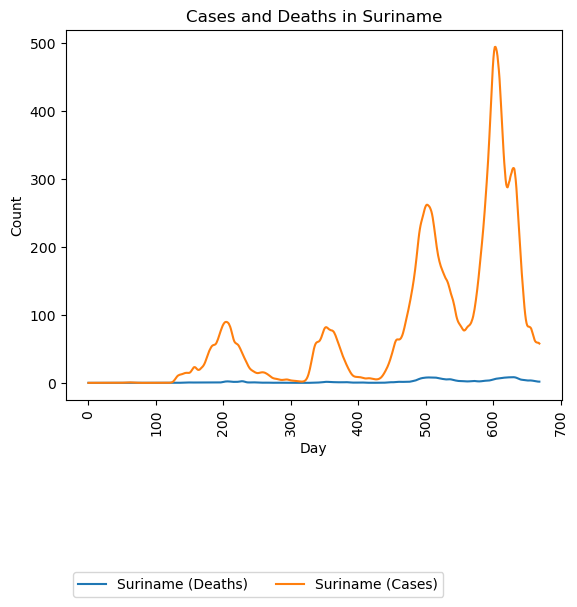 Cases and Deaths in Suriname
500
400
300
200
100
0
Count
0 100 200 300 400 500 600 700
Day
Suriname (Deaths) Suriname (Cases)